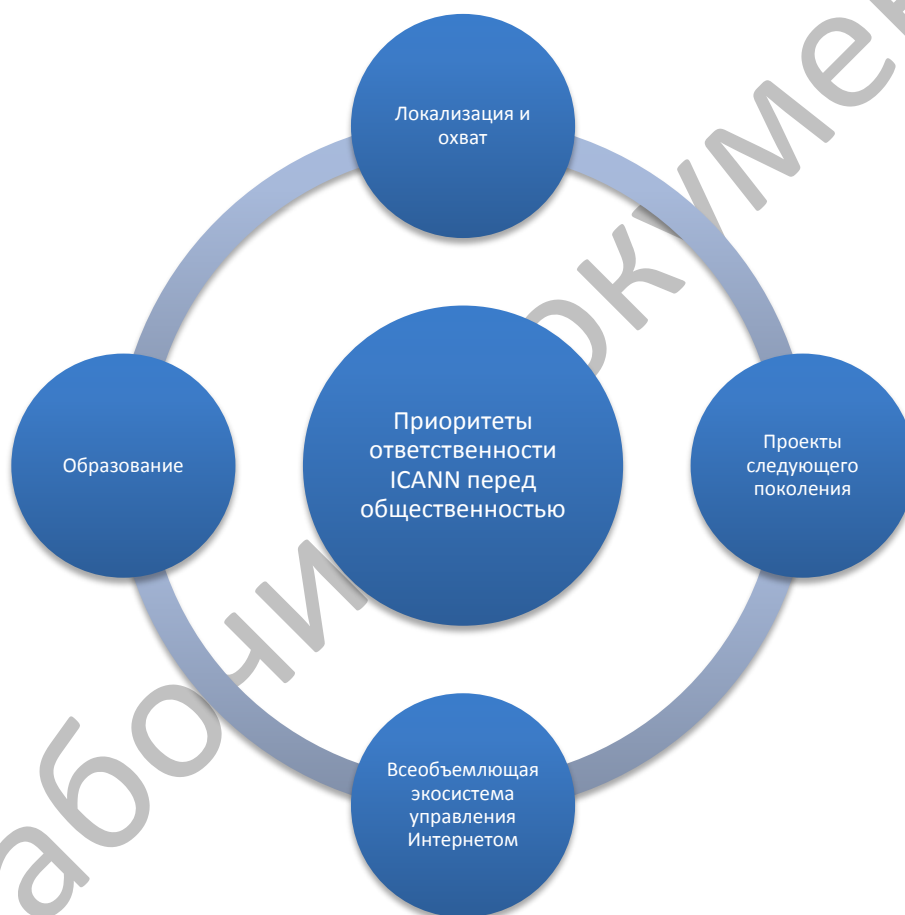 Локализация и
охват
Образование
Приоритеты
ответственности
ICANN перед
общественностью
Проекты
следующего
поколения
Всеобъемлющая
экосистема
управления
Интернетом